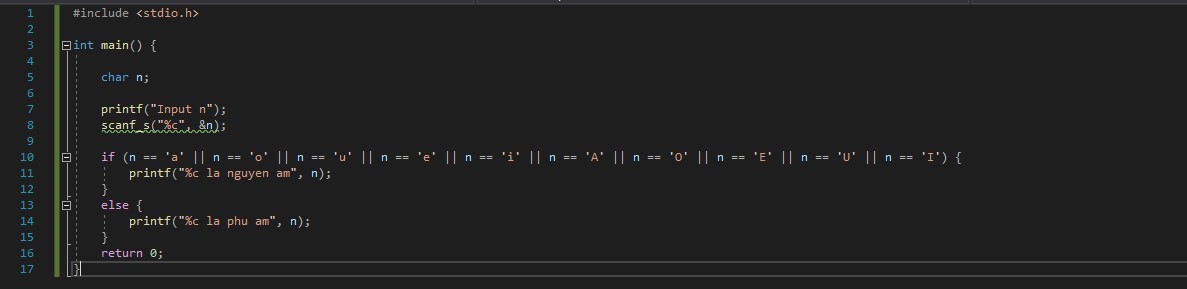 1 #include <stdio.h>
2
3 int main() {
4
5 char n;
6
7 printf("Input n");
8 scanf_s("%c", &n);
9
10 if (n == 'a' || n == 'o' || n == 'u' || n == 'e' || n == 'i' || n == 'A' || n == 'O' || n == 'E' || n == 'U' || n == 'I') {
11 printf("%c la nguyen am", n);
12 }
13 else {
14 printf("%c la phu am", n);
15 }
16 return 0;
17 }